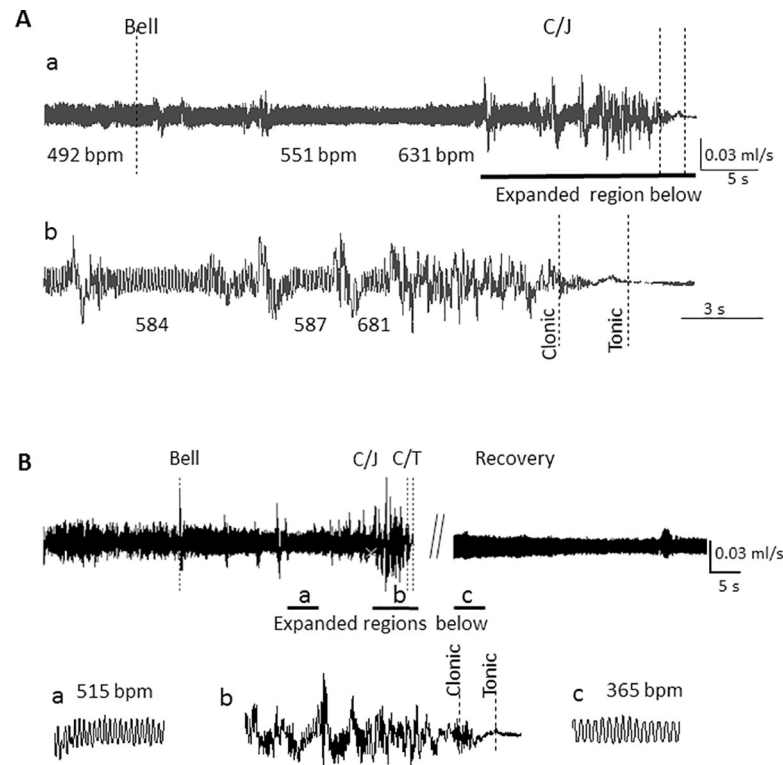 A
Bell C/J
a
492 bpm 551 bpm 631 bpm
0.03 ml/s
5 s
Expanded region below
b
584 587 681
Clonic Tonic
3 s
B
Bell C/J C/T Recovery
0.03 ml/s
5 s
a b c
Expanded regions below
Clonic Tonic
a 515 bpm b c 365 bpm